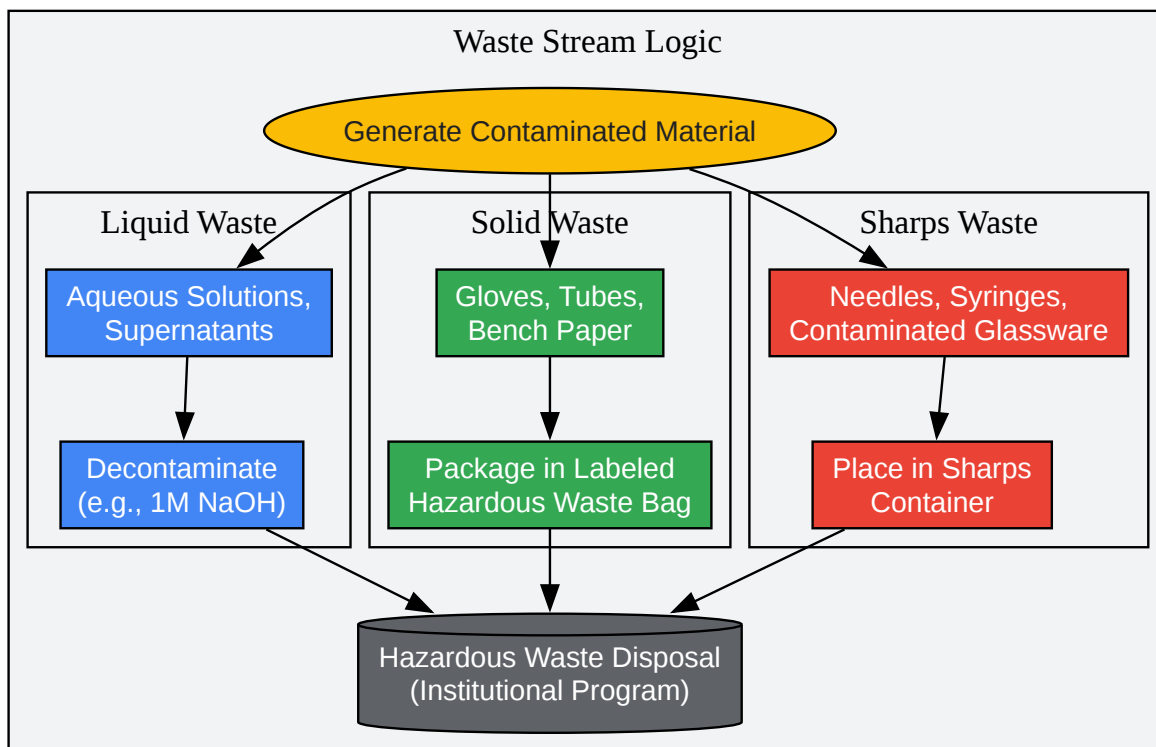 Waste Stream Logic
Generate Contaminated Material
Liquid Waste
Solid Waste
Sharps Waste
Aqueous Solutions,
Supernatants
Gloves, Tubes,
Bench Paper
Needles, Syringes,
Contaminated Glassware
Decontaminate
(e.g., 1M NaOH)
Package in Labeled
Hazardous Waste Bag
Place in Sharps
Container
Hazardous Waste Disposal
(Institutional Program)